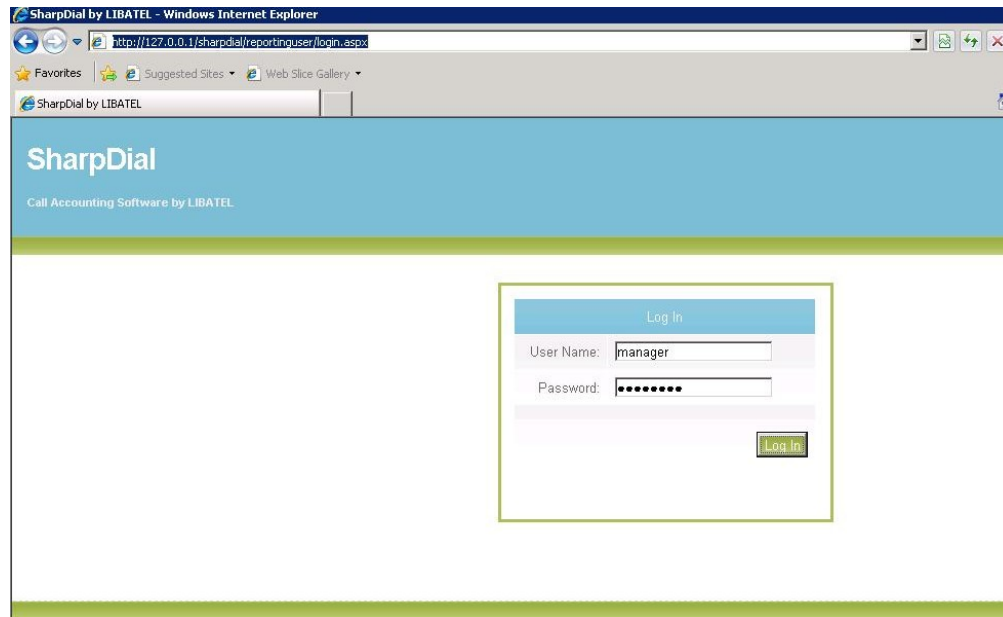 SharpDial by LIBATEL - Windows Internet Explorer
http://127.0.0.1/sharpdial/reportinguser/login.aspx
Favorites Suggested Sites Web Slice Gallery
SharpDial by LIBATEL
SharpDial
Call Accounting Software by LIBATEL
Log In
User Name: manager
Password: ●●●●●●●●
Log In